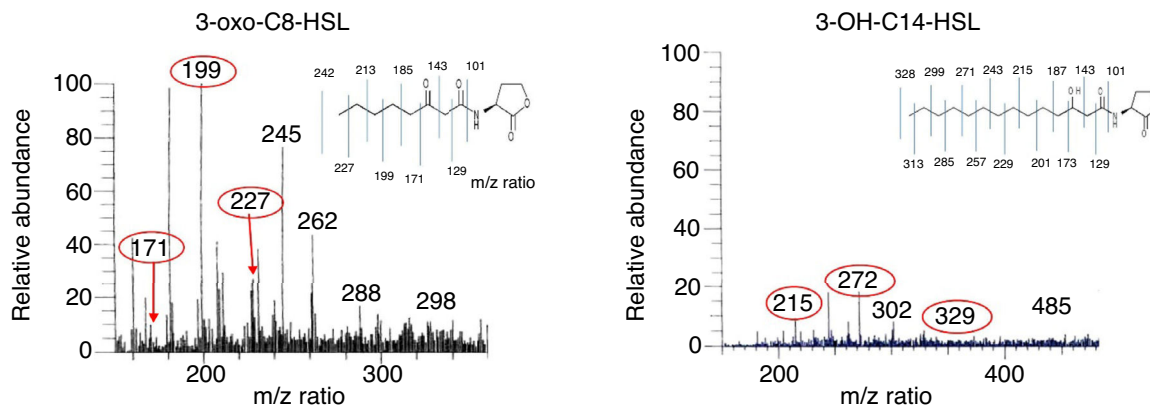 3-oxo-C8-HSL
199
100
80
60
40
20
0
Relative abundance
171
227
245
262
288
298
200
300
m/z ratio
242 213 185 143 101
O O O
N
H
O
227 199 171 129 m/z ratio
3-OH-C14-HSL
100
80
60
40
20
0
Relative abundance
215
272
302
329
485
200
400
m/z ratio
328 299 271 243 215 187 143 101
O H O
N
H
O
313 285 257 229 201 173 129